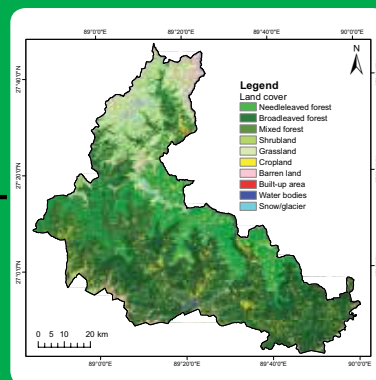 89°0'0"E 89°20'0"E 89°40'0"E 90°0'0"E
N
27°40'0"N
27°20'0"N
27°0'0"N
Legend
Land cover
Needleleaved forest
Broadleaved forest
Mixed forest
Shrubland
Grassland
Cropland
Barren land
Built-up area
Water bodies
Snow/glacier
0 5 10 20 km
89°0'0"E 89°20'0"E 89°40'0"E 90°0'0"E